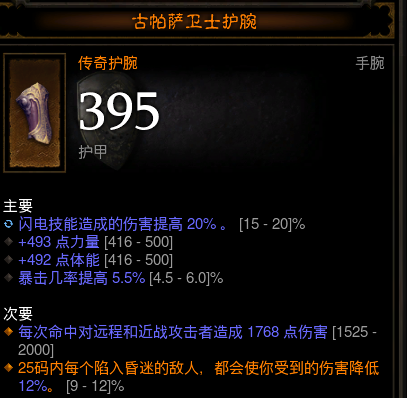 古帕萨卫士护腕
传奇护腕 手腕
395
护甲
主要
闪电技能造成的伤害提高 20% 。 [15 - 20]%
+493 点力量 [416 - 500]
+492 点体能 [416 - 500]
暴击几率提高 5.5% [4.5 - 6.0]%
次要
每次命中对远程和近战攻击者造成 1768 点伤害 [1525 -
2000]
25码内每个陷入昏迷的敌人，都会使你受到的伤害降低
12%。 [9 - 12]%